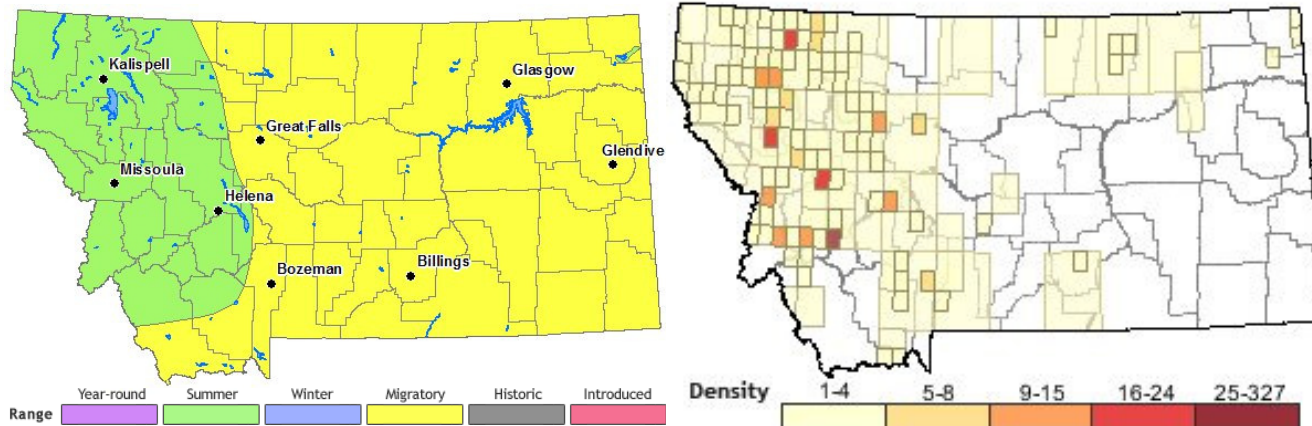 Kalispell
Glasgow
Great Falls
Glendive
Missoula
Helena
Bozeman
Billings
Year-round Summer Winter Migratory Historic Introduced
Range
Density 1-4 5-8 9-15 16-24 25-327